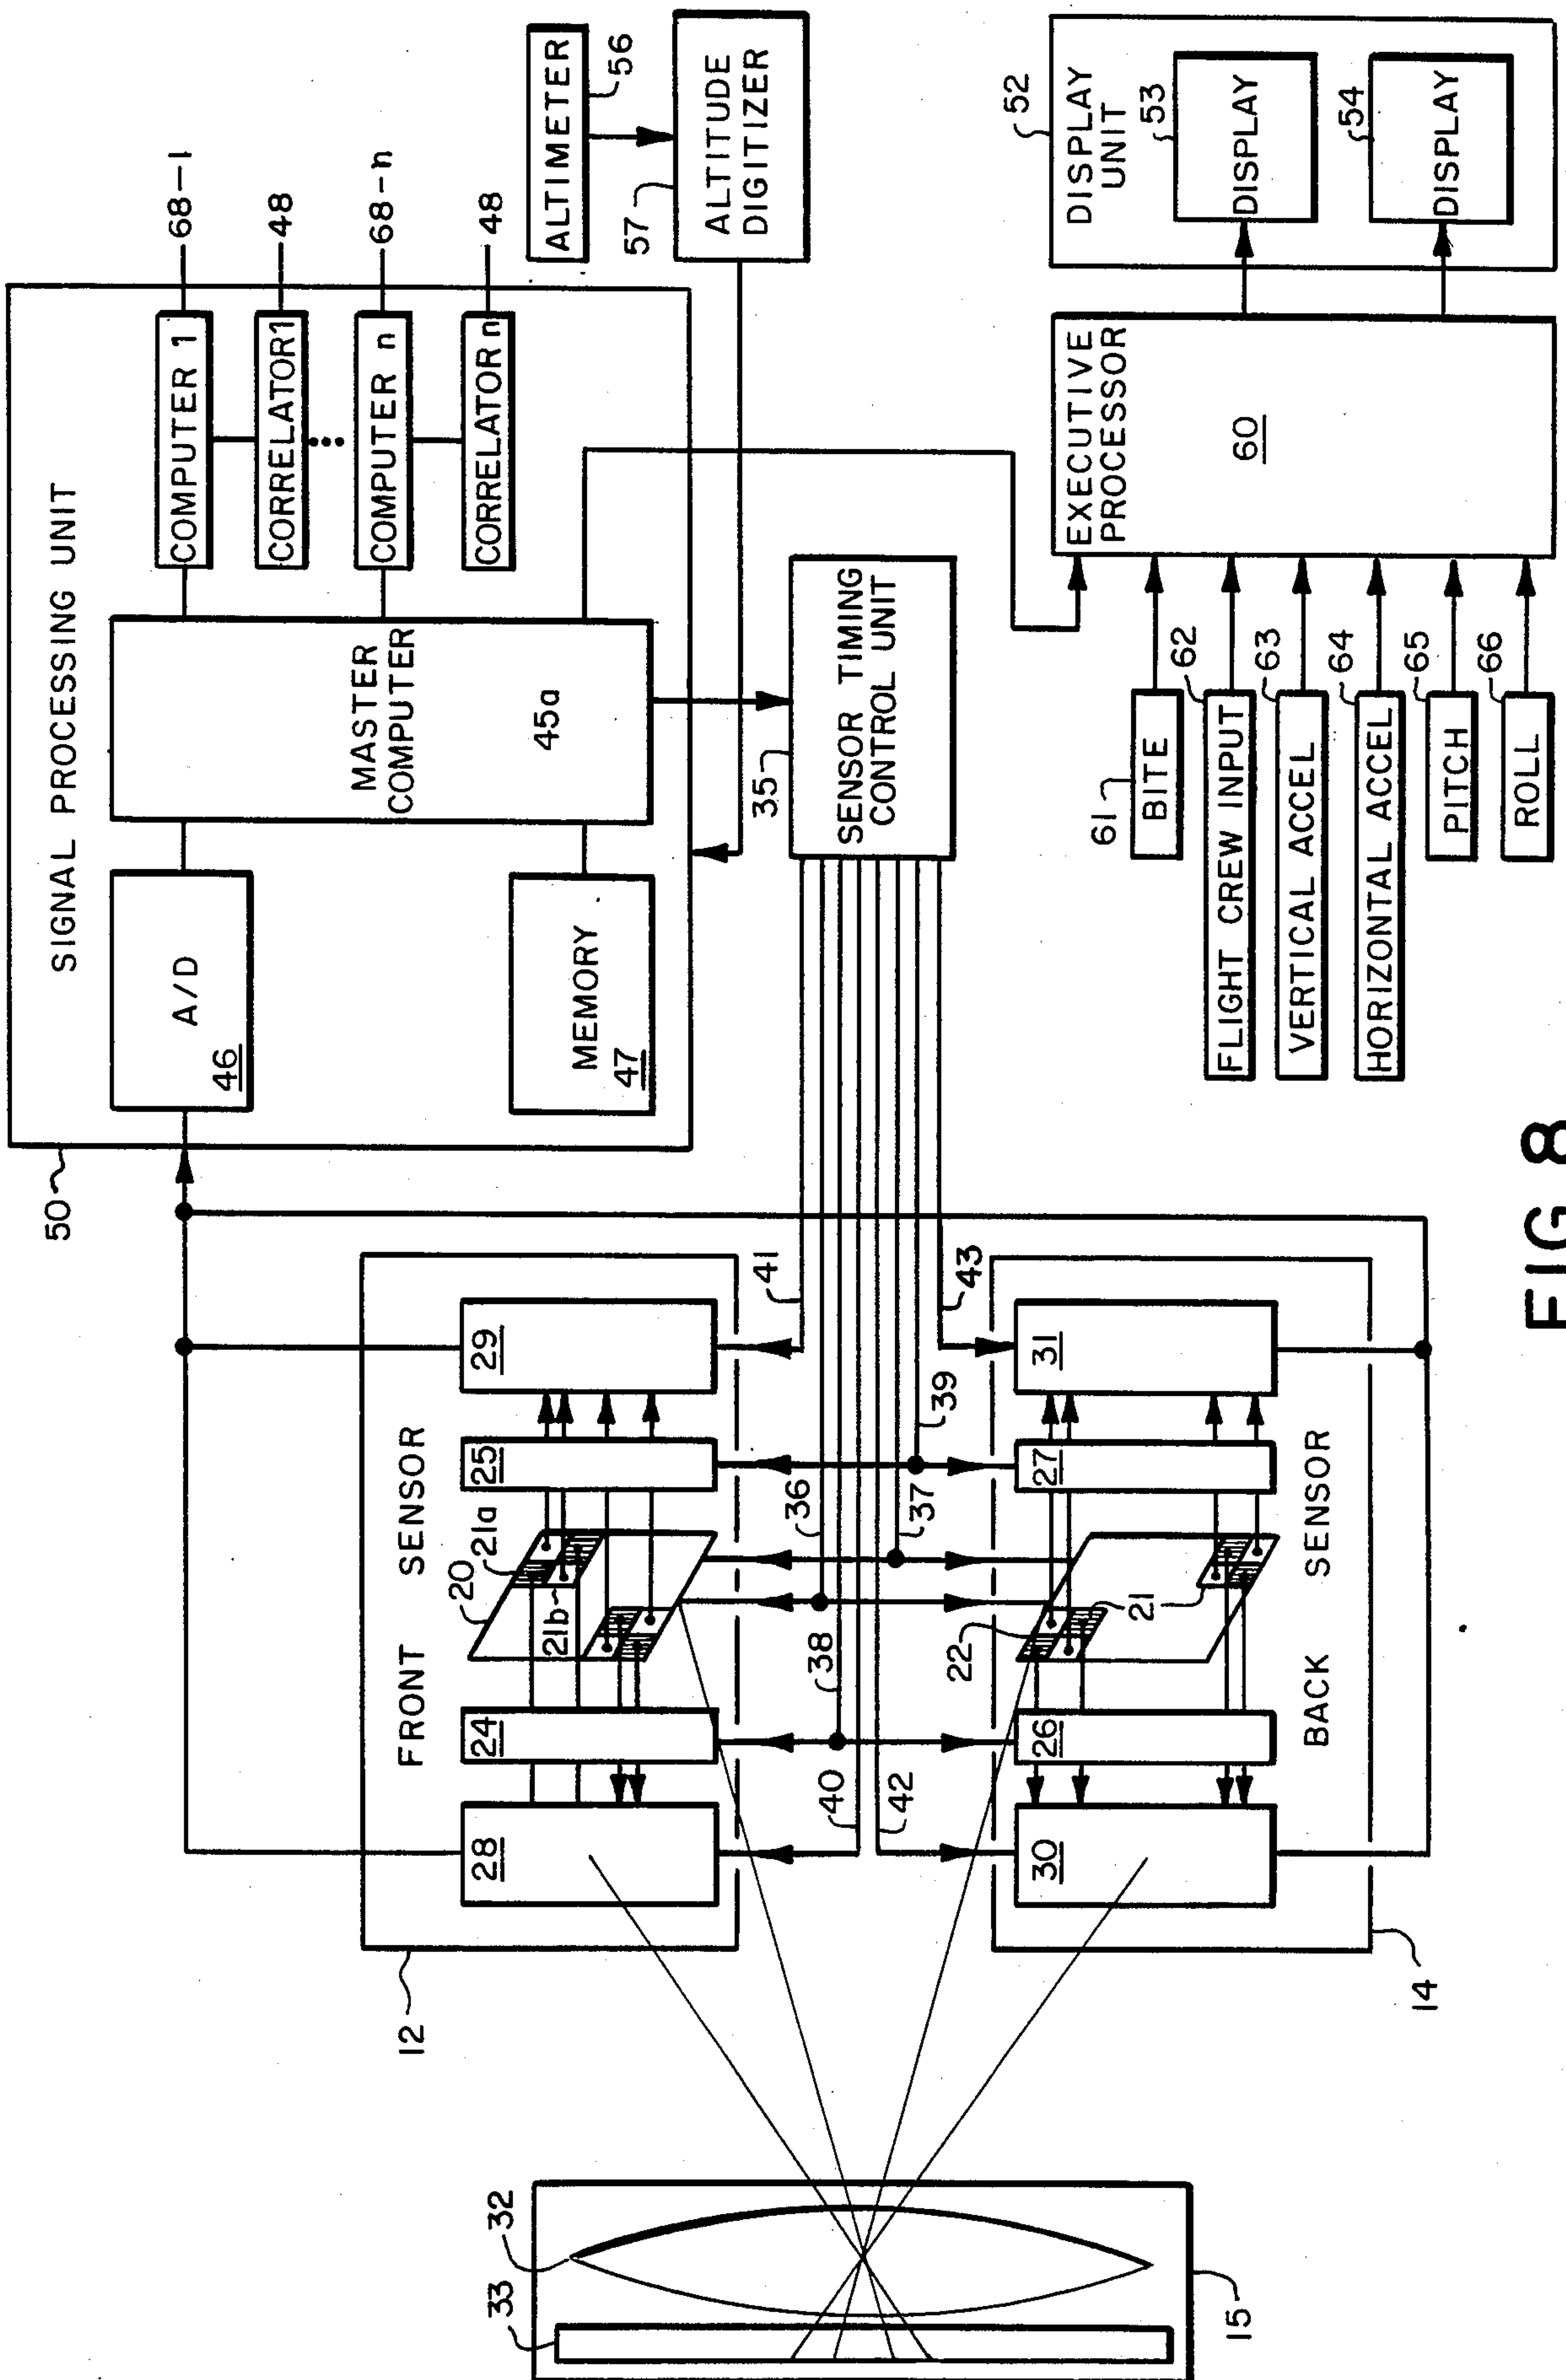 SIGNAL PROCESSING UNIT
50
A/D
46
MEMORY
47
MASTER
COMPUTER
45a
COMPUTER 1
68-1
CORRELATOR 1
48
COMPUTER n
68-n
CORRELATOR n
48
ALTIMETER
56
57
ALTITUDE
DIGITIZER
12
FRONT SENSOR
28
24
20
21a
21b
25
29
41
36
38
40
42
37
39
43
35
SENSOR TIMING
CONTROL UNIT
33
32
15
30
26
22
21
27
31
BACK SENSOR
14
61
BITE
62
FLIGHT CREW INPUT
63
VERTICAL ACCEL
64
HORIZONTAL ACCEL
65
PITCH
66
ROLL
EXECUTIVE
PROCESSOR
60
52
DISPLAY
UNIT
53
DISPLAY
54
DISPLAY
FIG 8